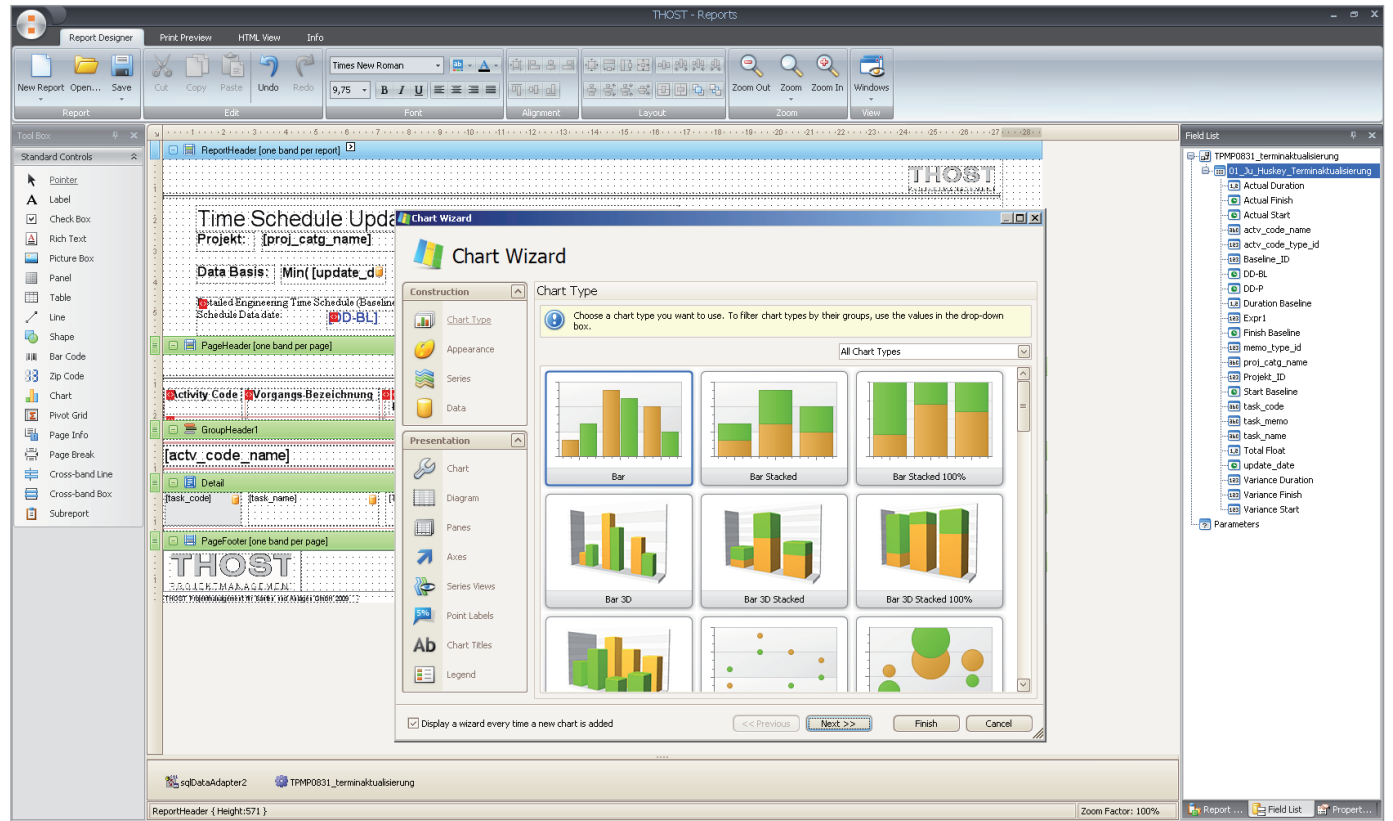 THOST - Reports
Report Designer Print Preview HTML View Info
New Report Open... Save Cut Copy Paste Undo Redo Times New Roman 9,75 B I U A Zoom Out Zoom Zoom In Windows
Report Edit Font Alignment Layout Zoom View
Tool Box
Standard Controls
Pointer
A Label
Check Box
Rich Text
Picture Box
Panel
Table
Line
Shape
Bar Code
Zip Code
Chart
Pivot Grid
Page Info
Page Break
Cross-band Line
Cross-band Box
Subreport
ReportHeader [one band per report]
THOST
Time Schedule Upda
Projekt: [proj_catg_name]
Data Basis: Min( [update_d
Detailed Engineering Time Schedule (Baseline
Schedule Data date: [DD-BL]
PageHeader [one band per page]
Activity Code Vorgangs-Bezeichnung
GroupHeader1
[actv_code_name]
Detail
[task_code] [task_name]
PageFooter [one band per page]
THOST
PROJEKTMANAGEMENT
Chart Wizard
Chart Wizard
Construction
Chart Type
Appearance
Series
Data
Presentation
Chart
Diagram
Panes
Axes
Series Views
5% Point Labels
Ab Chart Titles
Legend
Chart Type
Choose a chart type you want to use. To filter chart types by their groups, use the values in the drop-down
box.
All Chart Types
Bar Bar Stacked Bar Stacked 100%
Bar 3D Bar 3D Stacked Bar 3D Stacked 100%
Display a wizard every time a new chart is added
<< Previous Next >> Finish Cancel
Field List
TPMP0831_terminaktualisierung
01_Ju_Huskey_Terminaktualisierung
Actual Duration
Actual Finish
Actual Start
actv_code_name
actv_code_type_id
Baseline_ID
DD-BL
DD-P
Duration Baseline
Expr1
Finish Baseline
memo_type_id
proj_catg_name
Projekt_ID
Start Baseline
task_code
task_memo
task_name
Total Float
update_date
Variance Duration
Variance Finish
Variance Start
Parameters
sqlDataAdapter2 TPMP0831_terminaktualisierung
ReportHeader { Height:571 } Zoom Factor: 100%
Report ... Field List Propert...